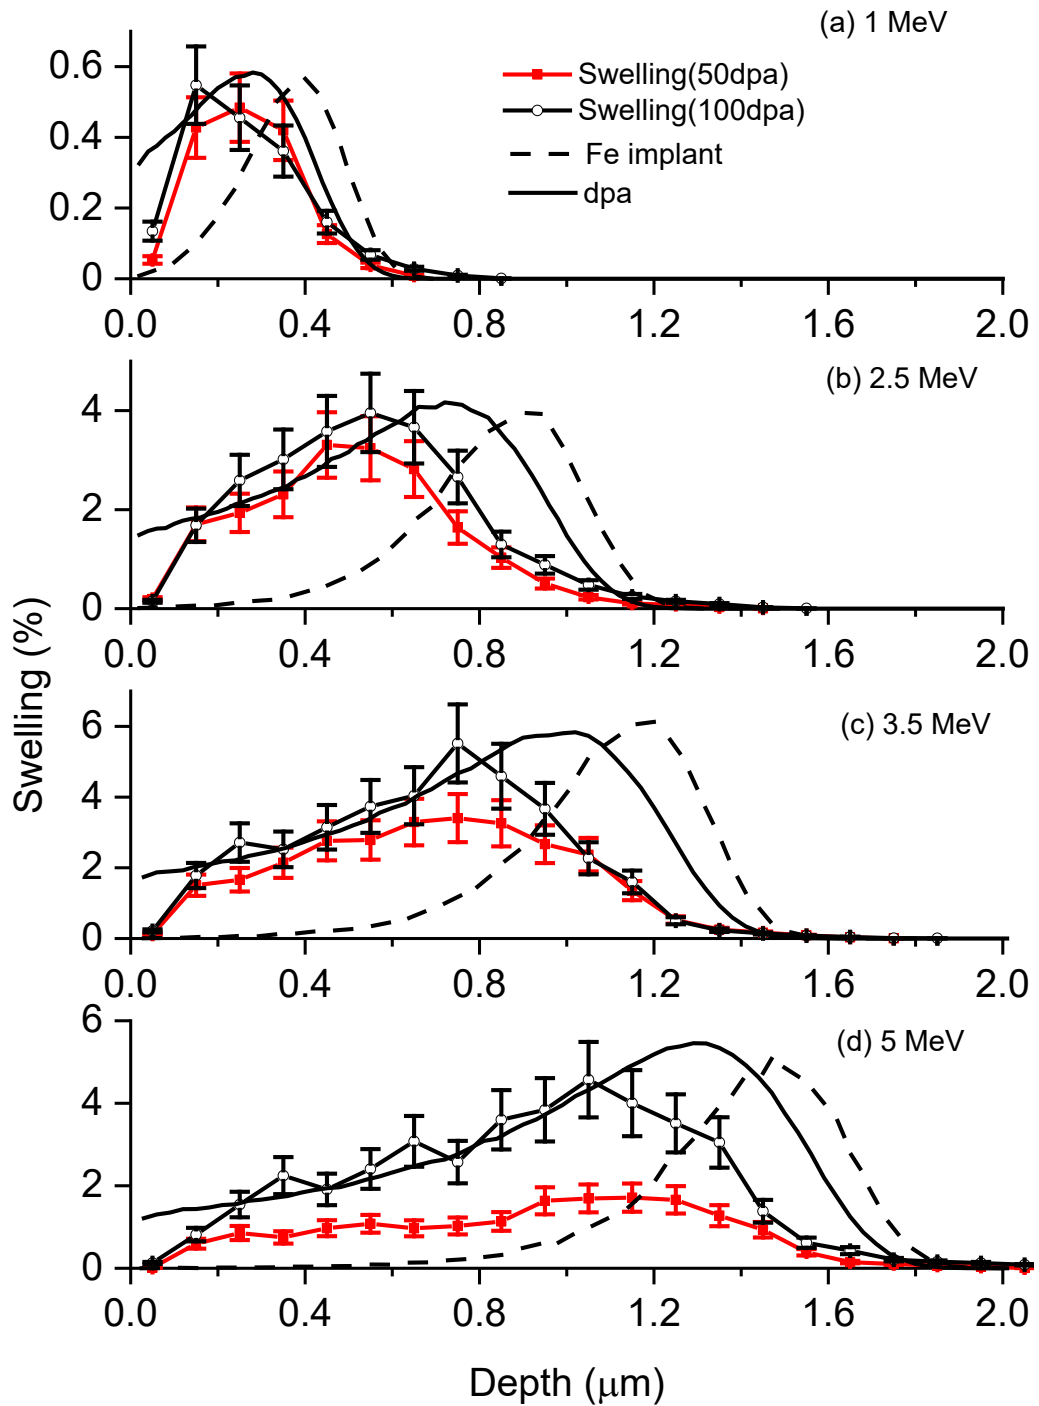 (a) 1 MeV
Swelling(50dpa)
Swelling(100dpa)
Fe implant
dpa
0.6
0.4
0.2
0
0.0 0.4 0.8 1.2 1.6 2.0
(b) 2.5 MeV
4
2
0
0.0 0.4 0.8 1.2 1.6 2.0
Swelling (%)
(c) 3.5 MeV
6
4
2
0
0.0 0.4 0.8 1.2 1.6 2.0
(d) 5 MeV
6
4
2
0
0.0 0.4 0.8 1.2 1.6 2.0
Depth (μm)